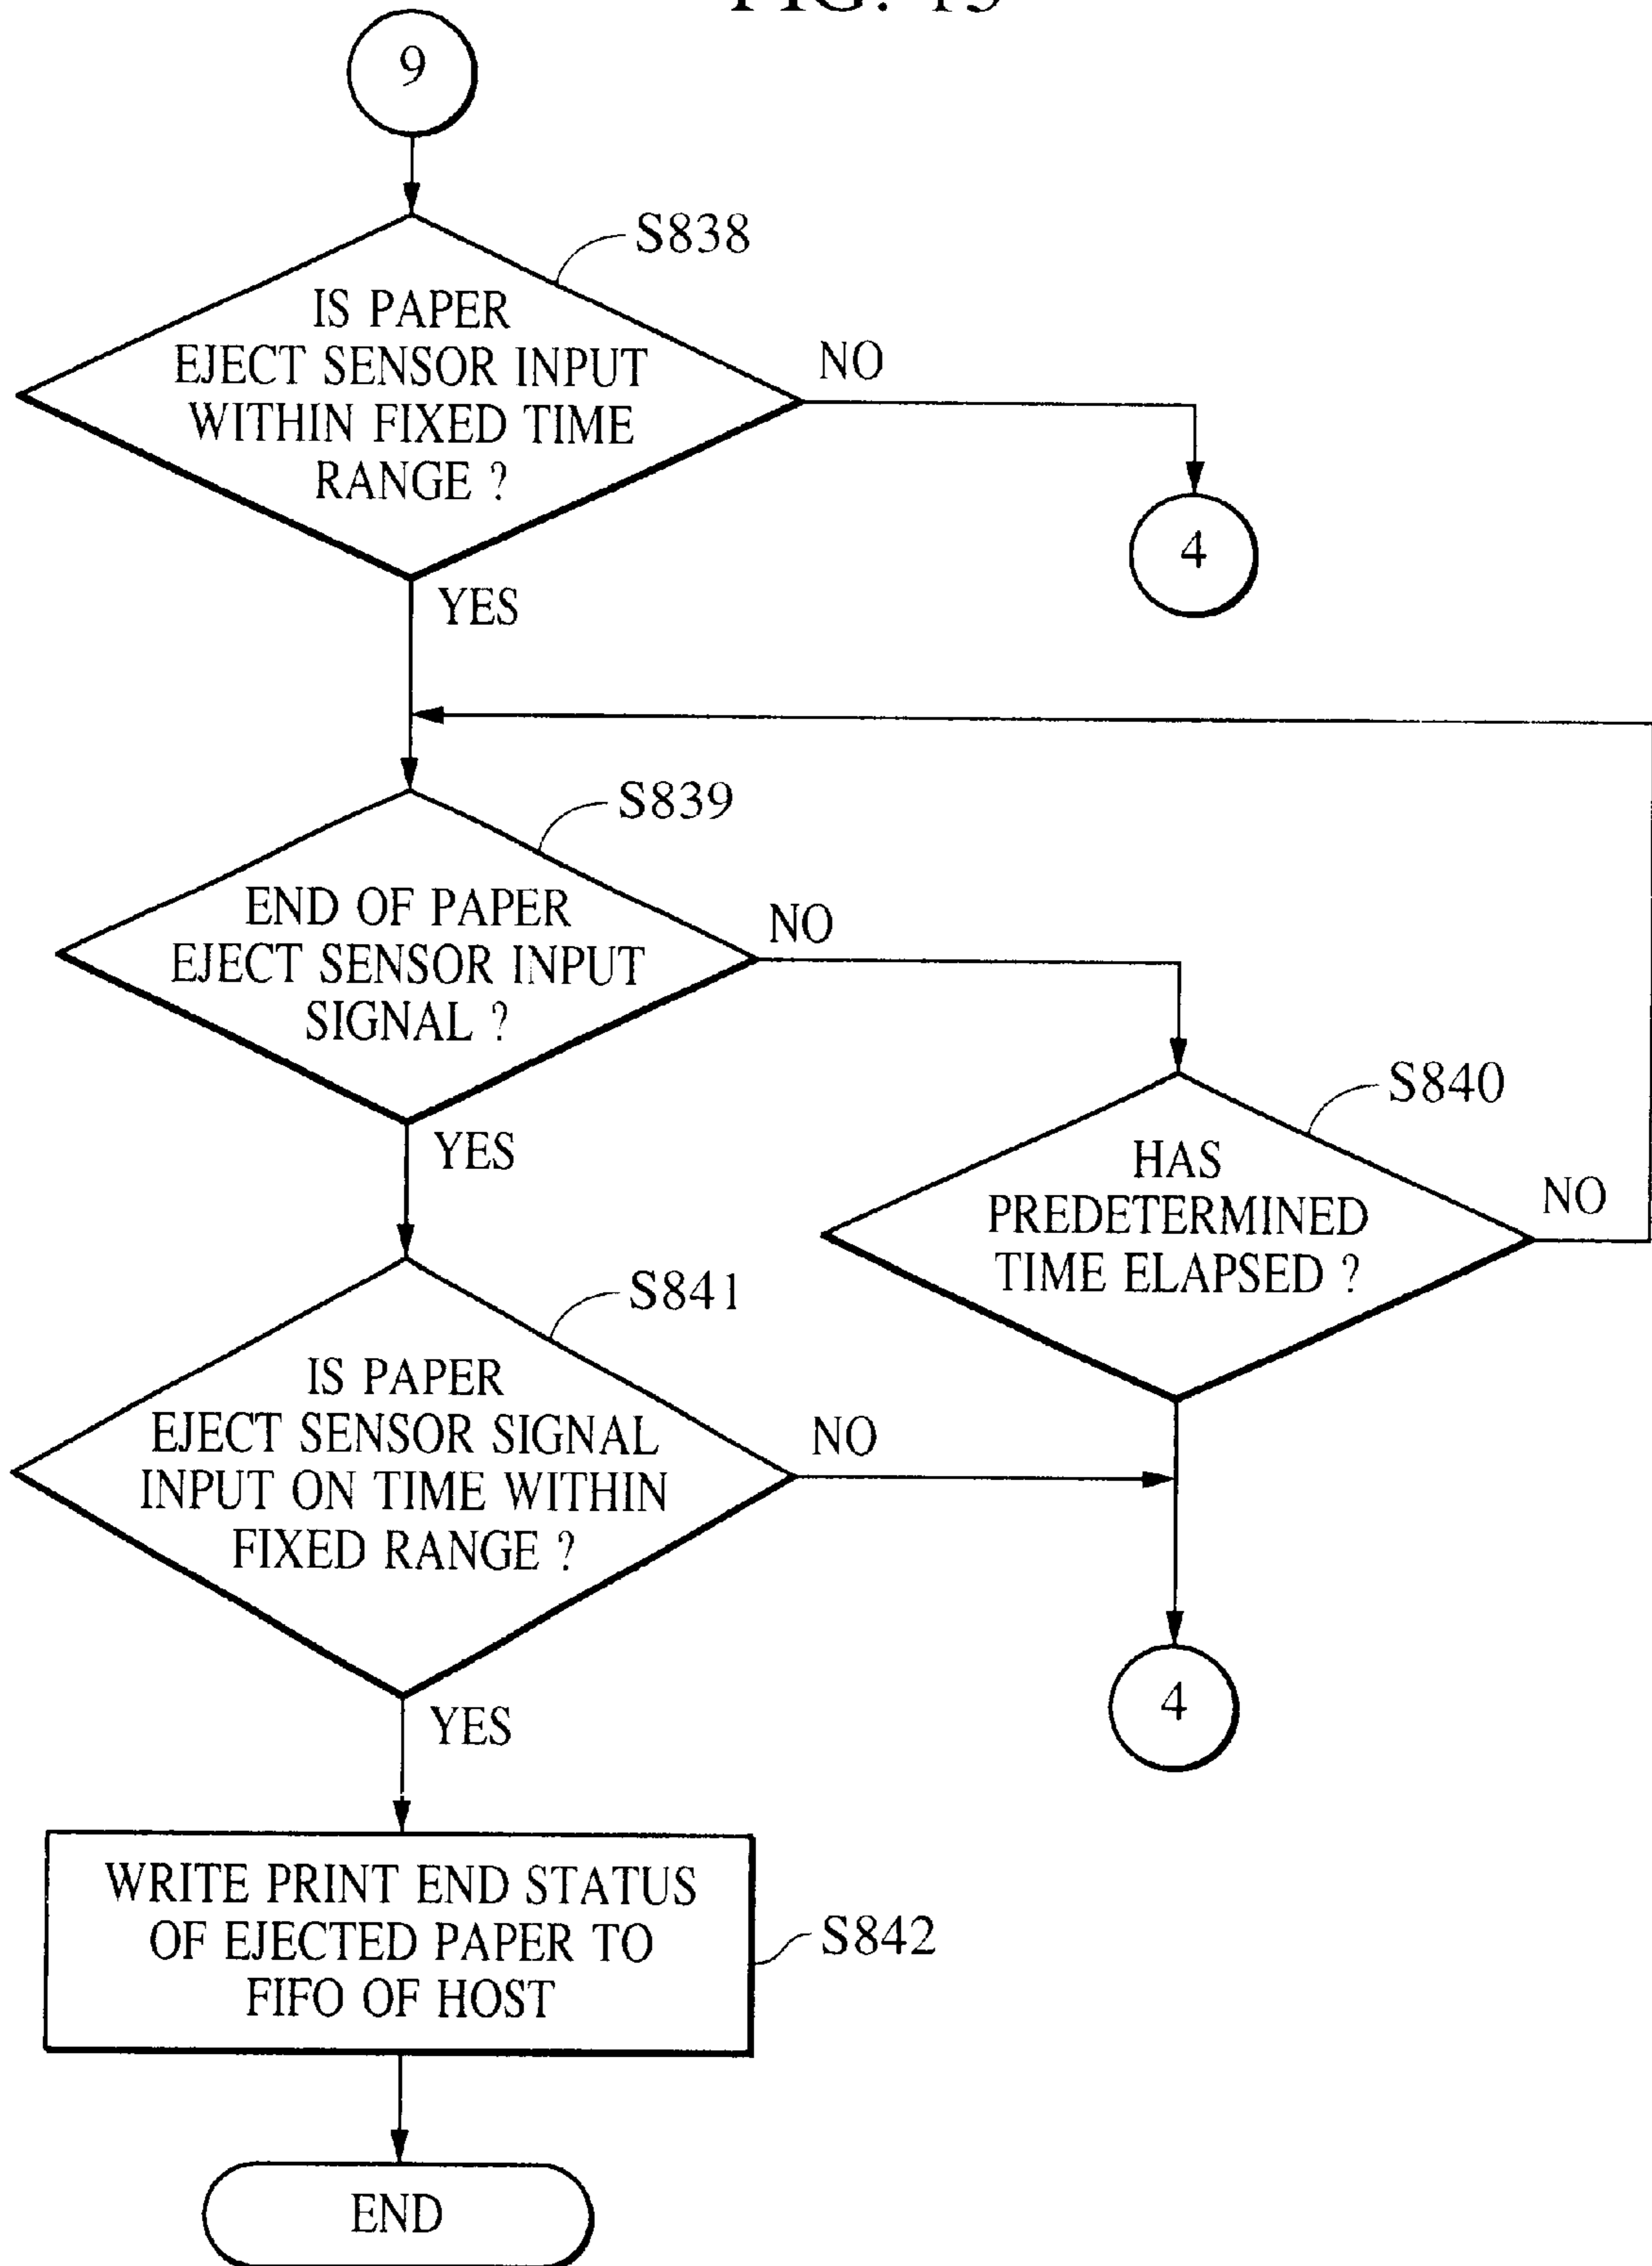 9
S838
IS PAPER
EJECT SENSOR INPUT
WITHIN FIXED TIME
RANGE ?
NO
4
YES
S839
END OF PAPER
EJECT SENSOR INPUT
SIGNAL ?
NO
YES
S840
HAS
PREDETERMINED
TIME ELAPSED ?
NO
S841
IS PAPER
EJECT SENSOR SIGNAL
INPUT ON TIME WITHIN
FIXED RANGE ?
NO
4
YES
WRITE PRINT END STATUS
OF EJECTED PAPER TO
FIFO OF HOST
S842
END